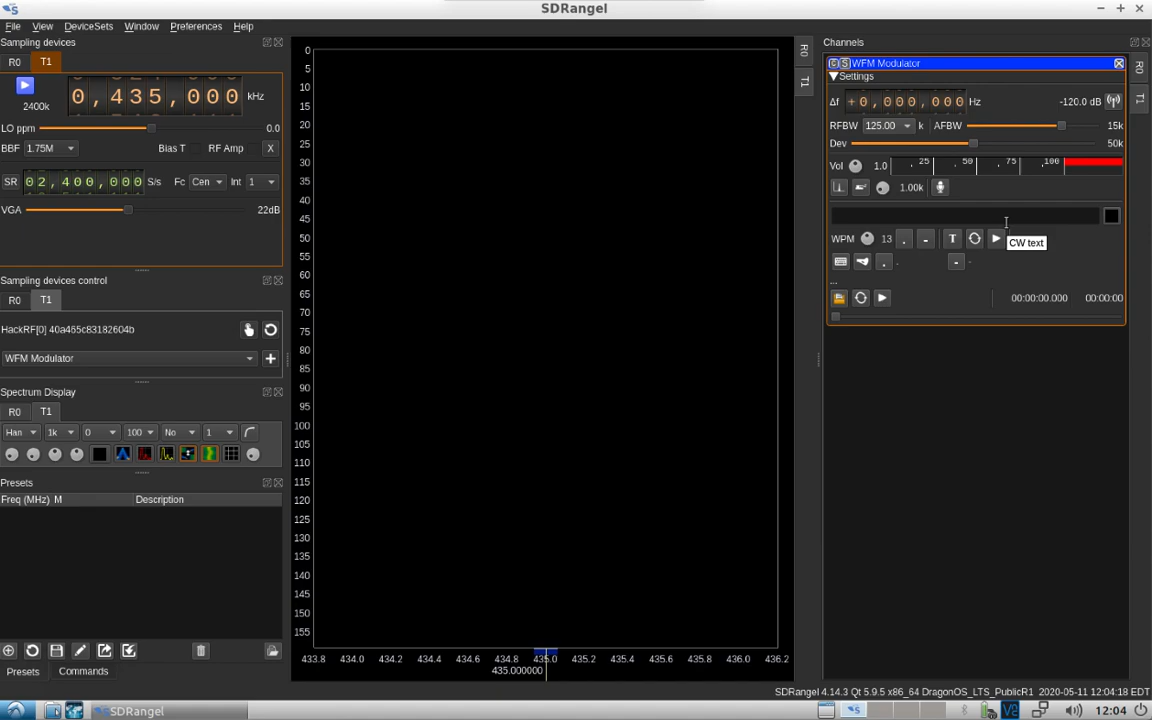 SDRangel
File View DeviceSets Window Preferences Help
Sampling devices
R0 T1
2400k
0,435,000 kHz
LO ppm 0.0
BBF 1.75M Bias T RF Amp X
SR 02,400,000 S/s Fc Cen Int 1
VGA 22dB
Sampling devices control
R0 T1
HackRF[0] 40a465c83182604b
WFM Modulator
Spectrum Display
R0 T1
Han 1k 0 100 No 1
Presets
Freq (MHz) M Description
Presets Commands
0
5
10
15
20
25
30
35
40
45
50
55
60
65
70
75
80
85
90
95
100
105
110
115
120
125
130
135
140
145
150
155
433.8 434.0 434.2 434.4 434.6 434.8 435.0 435.2 435.4 435.6 435.8 436.0 436.2
435.000000
R0
T1
Channels
C S WFM Modulator
Settings
Δf +0,000,000 Hz -120.0 dB
RFBW 125.00 k AFBW 15k
Dev 50k
Vol 1.0 25 50 75 100
1.00k
WPM 13 . - T
CW text
. . - -
...
00:00:00.000 00:00:00
R0
T1
SDRangel 4.14.3 Qt 5.9.5 x86_64 DragonOS_LTS_PublicR1 2020-05-11 12:04:18 EDT
SDRangel 12:04